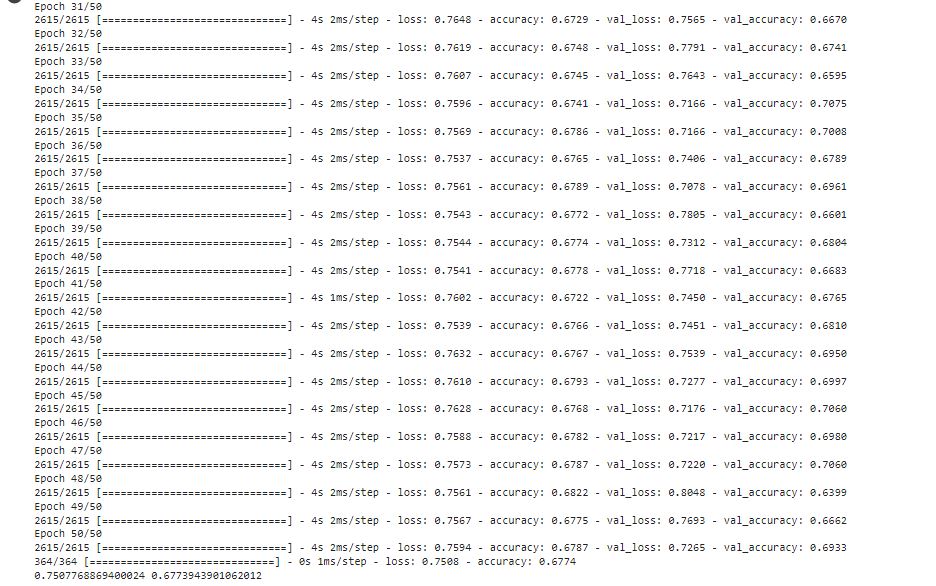 Epoch 31/50
2615/2615 [==============================] - 4s 2ms/step - loss: 0.7648 - accuracy: 0.6729 - val_loss: 0.7565 - val_accuracy: 0.6670
Epoch 32/50
2615/2615 [==============================] - 4s 2ms/step - loss: 0.7619 - accuracy: 0.6748 - val_loss: 0.7791 - val_accuracy: 0.6741
Epoch 33/50
2615/2615 [==============================] - 4s 2ms/step - loss: 0.7607 - accuracy: 0.6745 - val_loss: 0.7643 - val_accuracy: 0.6595
Epoch 34/50
2615/2615 [==============================] - 4s 2ms/step - loss: 0.7596 - accuracy: 0.6741 - val_loss: 0.7166 - val_accuracy: 0.7075
Epoch 35/50
2615/2615 [==============================] - 4s 2ms/step - loss: 0.7569 - accuracy: 0.6786 - val_loss: 0.7166 - val_accuracy: 0.7008
Epoch 36/50
2615/2615 [==============================] - 4s 2ms/step - loss: 0.7537 - accuracy: 0.6765 - val_loss: 0.7406 - val_accuracy: 0.6789
Epoch 37/50
2615/2615 [==============================] - 4s 2ms/step - loss: 0.7561 - accuracy: 0.6789 - val_loss: 0.7078 - val_accuracy: 0.6961
Epoch 38/50
2615/2615 [==============================] - 4s 2ms/step - loss: 0.7543 - accuracy: 0.6772 - val_loss: 0.7805 - val_accuracy: 0.6601
Epoch 39/50
2615/2615 [==============================] - 4s 2ms/step - loss: 0.7544 - accuracy: 0.6774 - val_loss: 0.7312 - val_accuracy: 0.6804
Epoch 40/50
2615/2615 [==============================] - 4s 2ms/step - loss: 0.7541 - accuracy: 0.6778 - val_loss: 0.7718 - val_accuracy: 0.6683
Epoch 41/50
2615/2615 [==============================] - 4s 1ms/step - loss: 0.7602 - accuracy: 0.6722 - val_loss: 0.7450 - val_accuracy: 0.6765
Epoch 42/50
2615/2615 [==============================] - 4s 2ms/step - loss: 0.7539 - accuracy: 0.6766 - val_loss: 0.7451 - val_accuracy: 0.6810
Epoch 43/50
2615/2615 [==============================] - 4s 2ms/step - loss: 0.7632 - accuracy: 0.6767 - val_loss: 0.7539 - val_accuracy: 0.6950
Epoch 44/50
2615/2615 [==============================] - 4s 2ms/step - loss: 0.7610 - accuracy: 0.6793 - val_loss: 0.7277 - val_accuracy: 0.6997
Epoch 45/50
2615/2615 [==============================] - 4s 2ms/step - loss: 0.7628 - accuracy: 0.6768 - val_loss: 0.7176 - val_accuracy: 0.7060
Epoch 46/50
2615/2615 [==============================] - 4s 2ms/step - loss: 0.7588 - accuracy: 0.6782 - val_loss: 0.7217 - val_accuracy: 0.6980
Epoch 47/50
2615/2615 [==============================] - 4s 2ms/step - loss: 0.7573 - accuracy: 0.6787 - val_loss: 0.7220 - val_accuracy: 0.7060
Epoch 48/50
2615/2615 [==============================] - 4s 2ms/step - loss: 0.7561 - accuracy: 0.6822 - val_loss: 0.8048 - val_accuracy: 0.6399
Epoch 49/50
2615/2615 [==============================] - 4s 2ms/step - loss: 0.7567 - accuracy: 0.6775 - val_loss: 0.7693 - val_accuracy: 0.6662
Epoch 50/50
2615/2615 [==============================] - 4s 2ms/step - loss: 0.7594 - accuracy: 0.6787 - val_loss: 0.7265 - val_accuracy: 0.6933
364/364 [==============================] - 0s 1ms/step - loss: 0.7508 - accuracy: 0.6774
0.7507768869400024 0.6773943901062012